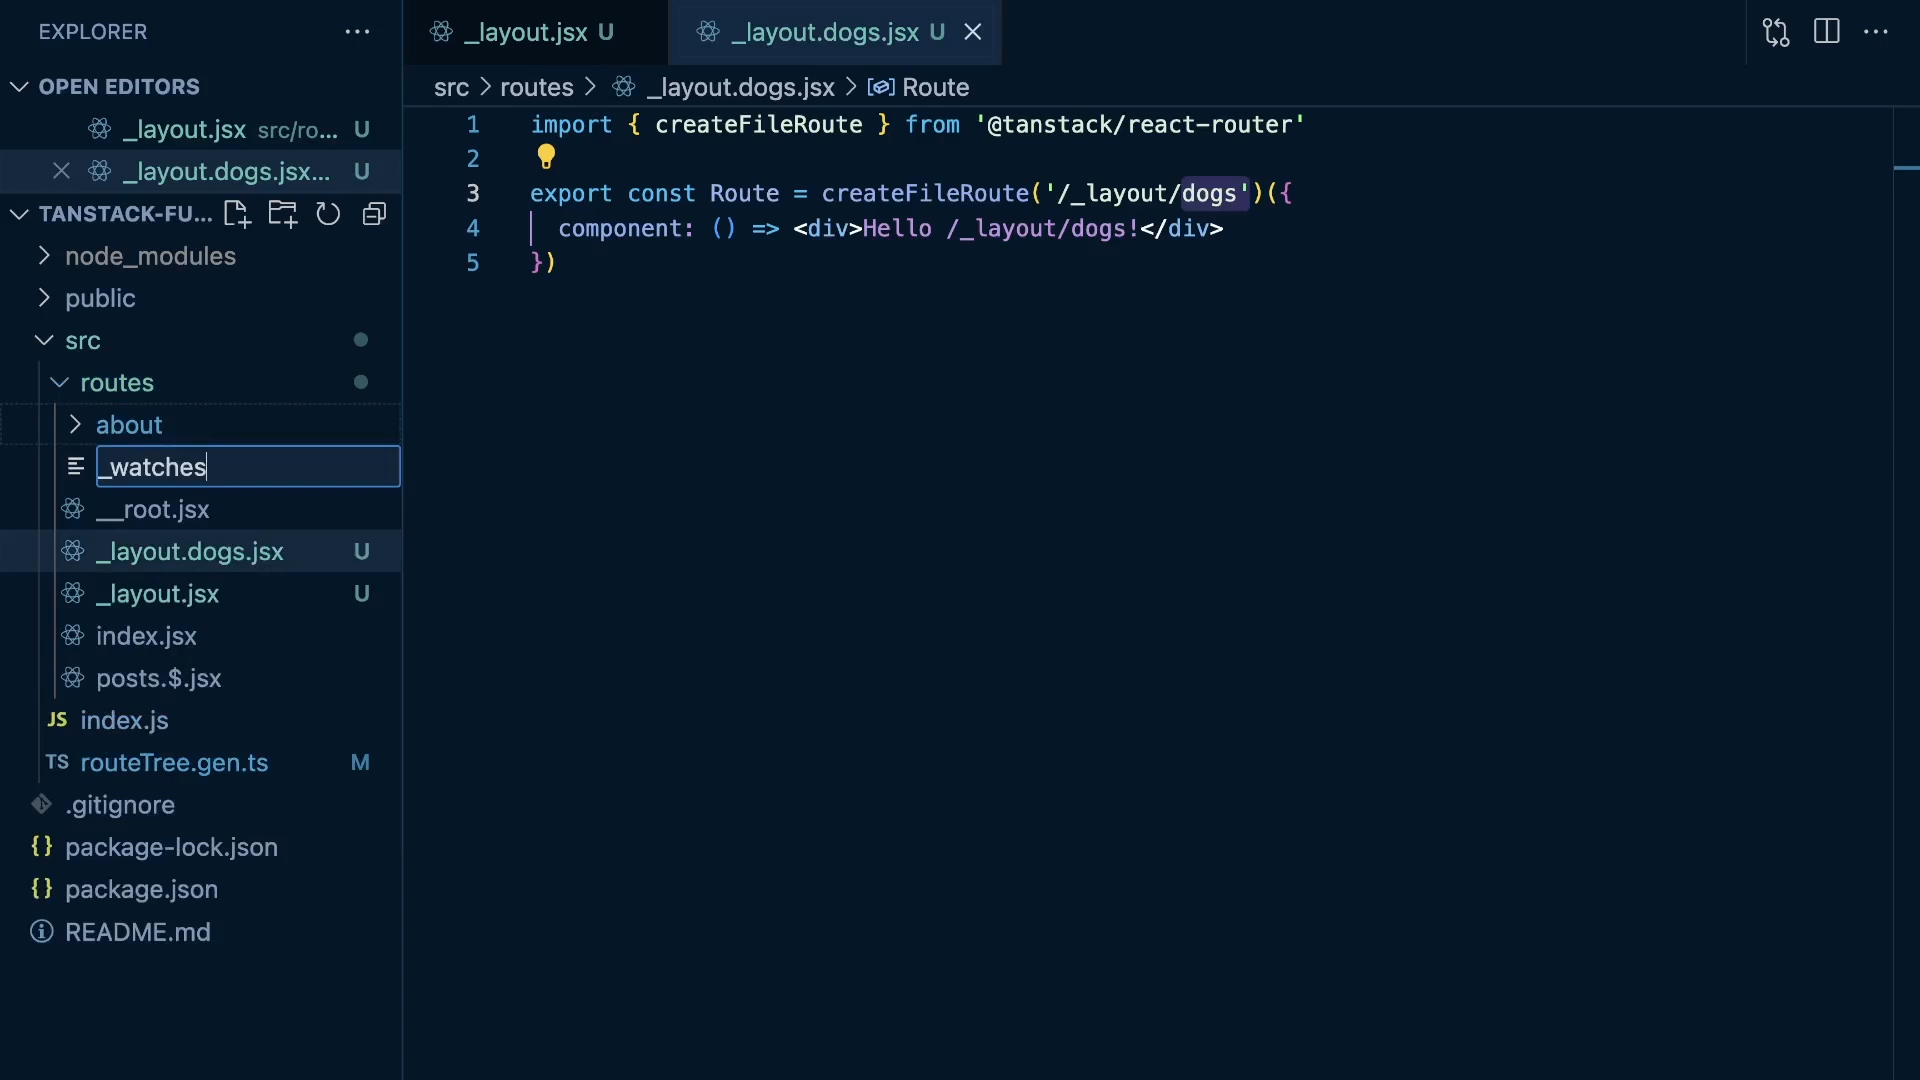 EXPLORER
OPEN EDITORS
_layout.jsx src/ro... U
_layout.dogs.jsx... U
TANSTACK-FU...
node_modules
public
src
routes
about
_watches
__root.jsx
_layout.dogs.jsx U
_layout.jsx U
index.jsx
posts.$.jsx
JS index.js
TS routeTree.gen.ts M
.gitignore
{} package-lock.json
{} package.json
README.md
_layout.jsx U
_layout.dogs.jsx U
src > routes > _layout.dogs.jsx > Route
1 import { createFileRoute } from '@tanstack/react-router'
2
3 export const Route = createFileRoute('/_layout/dogs')({
4 component: () => <div>Hello /_layout/dogs!</div>
5 })